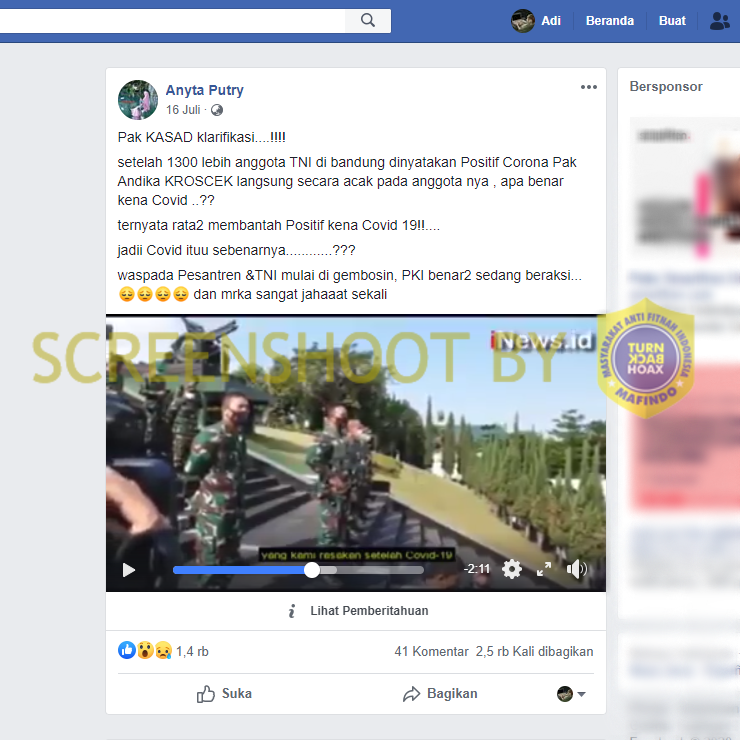 Adi Beranda Buat
Anyta Putry
16 Juli ·
Bersponsor
Pak KASAD klarifikasi....!!!!
setelah 1300 lebih anggota TNI di bandung dinyatakan Positif Corona Pak
Andika KROSCEK langsung secara acak pada anggota nya , apa benar
kena Covid ..??
ternyata rata2 membantah Positif kena Covid 19!!....
jadii Covid ituu sebenarnya............???
waspada Pesantren &TNI mulai di gembosin, PKI benar2 sedang beraksi...
😔😔😔😔 dan mrka sangat jahaaat sekali
iNews.id
SCREENSHOOT BY
MASYARAKAT ANTI FITNAH INDONESIA
TURN
BACK
HOAX
MAFINDO
yang kami rasakan setelah Covid-19
-2:11
Lihat Pemberitahuan
1,4 rb
41 Komentar 2,5 rb Kali dibagikan
Suka
Bagikan